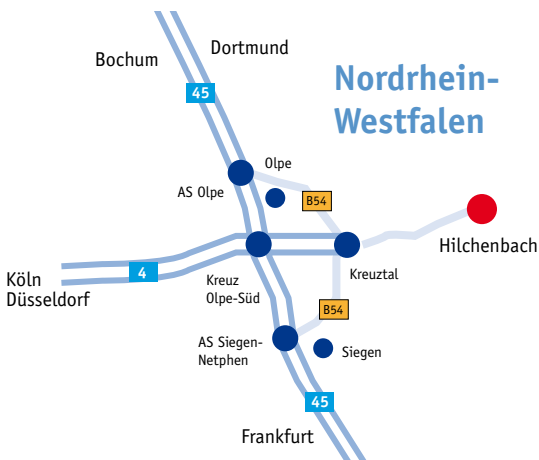 Dortmund
Bochum
Nordrhein-
Westfalen
45
Olpe
AS Olpe
B54
Hilchenbach
Kreuz
Olpe-Süd
Kreuztal
4
Köln
Düsseldorf
B54
AS Siegen-
Netphen
Siegen
45
Frankfurt